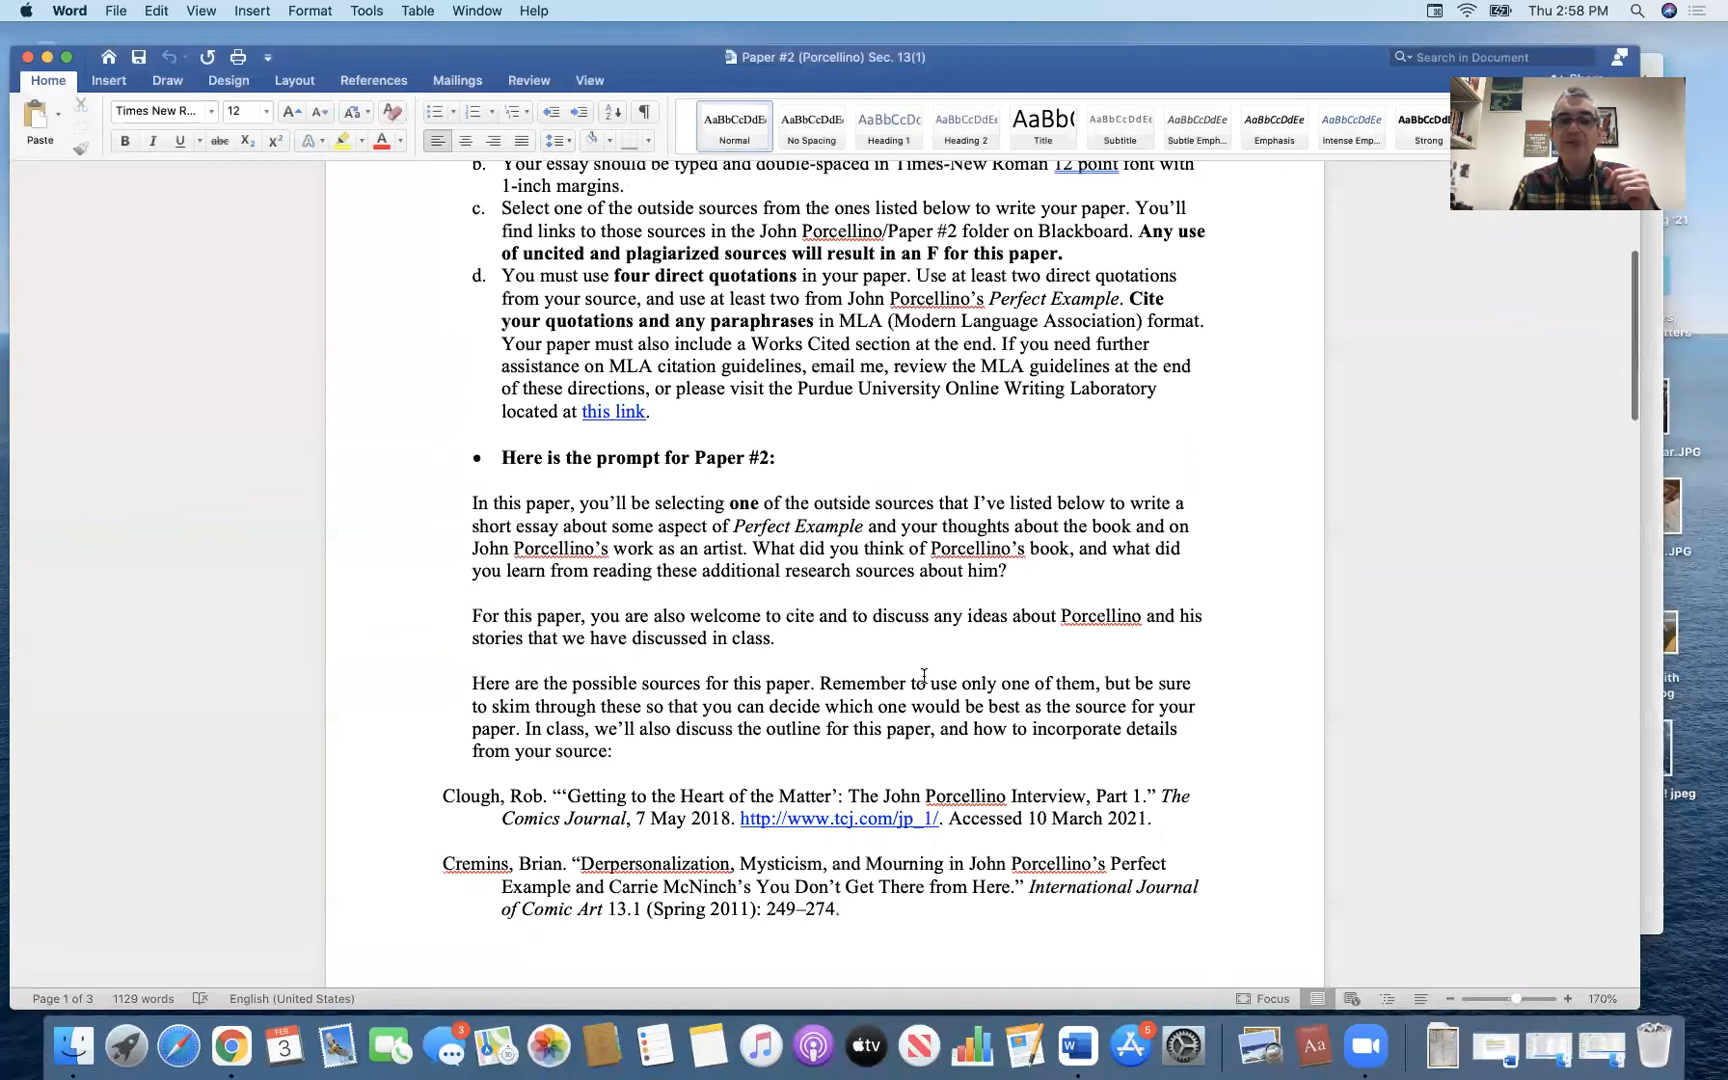 Word File Edit View Insert Format Tools Table Window Help Thu 2:58 PM
Paper #2 (Porcellino) Sec. 13(1) Search in Document
Home Insert Draw Design Layout References Mailings Review View
Paste Times New R... 12
AaBbCcDdEe AaBbCcDdEe AaBbCcDc AaBbCcDdEe AaBb( AaBbCcDdEe AaBbCcDdEe AaBbCcDdEe AaBbCcDdEe AaBbCcDdE
Normal No Spacing Heading 1 Heading 2 Title Subtitle Subtle Emph... Emphasis Intense Emp... Strong
b. Your essay should be typed and double-spaced in Times-New Roman 12 point font with
1-inch margins.
c. Select one of the outside sources from the ones listed below to write your paper. You’ll
find links to those sources in the John Porcellino/Paper #2 folder on Blackboard. Any use
of uncited and plagiarized sources will result in an F for this paper.
d. You must use four direct quotations in your paper. Use at least two direct quotations
from your source, and use at least two from John Porcellino’s Perfect Example. Cite
your quotations and any paraphrases in MLA (Modern Language Association) format.
Your paper must also include a Works Cited section at the end. If you need further
assistance on MLA citation guidelines, email me, review the MLA guidelines at the end
of these directions, or please visit the Purdue University Online Writing Laboratory
located at this link.
• Here is the prompt for Paper #2:
In this paper, you’ll be selecting one of the outside sources that I’ve listed below to write a
short essay about some aspect of Perfect Example and your thoughts about the book and on
John Porcellino’s work as an artist. What did you think of Porcellino’s book, and what did
you learn from reading these additional research sources about him?
For this paper, you are also welcome to cite and to discuss any ideas about Porcellino and his
stories that we have discussed in class.
Here are the possible sources for this paper. Remember to use only one of them, but be sure
to skim through these so that you can decide which one would be best as the source for your
paper. In class, we’ll also discuss the outline for this paper, and how to incorporate details
from your source:
Clough, Rob. “‘Getting to the Heart of the Matter’: The John Porcellino Interview, Part 1.” The
Comics Journal, 7 May 2018. http://www.tcj.com/jp_1/. Accessed 10 March 2021.
Cremins, Brian. “Derpersonalization, Mysticism, and Mourning in John Porcellino’s Perfect
Example and Carrie McNinch’s You Don’t Get There from Here.” International Journal
of Comic Art 13.1 (Spring 2011): 249–274.
Page 1 of 3 1129 words English (United States) Focus 170%
FEB
3 3 tv Aa 5